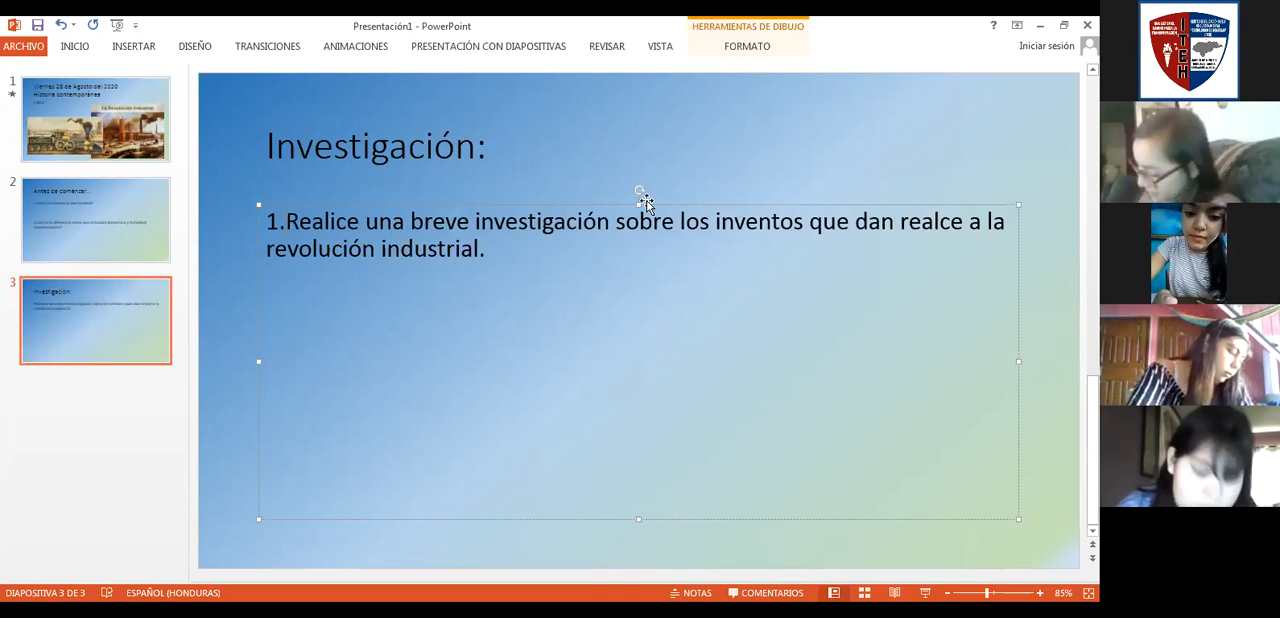 Presentación1 - PowerPoint
HERRAMIENTAS DE DIBUJO
?
ARCHIVO INICIO INSERTAR DISEÑO TRANSICIONES ANIMACIONES PRESENTACIÓN CON DIAPOSITIVAS REVISAR VISTA FORMATO Iniciar sesión
1
Viernes 28 de Agosto del 2020
Historia contemporánea
La Revolución Industrial
2
Antes de comenzar...
3
Investigación:
Investigación:
1.Realice una breve investigación sobre los inventos que dan realce a la
revolución industrial.
DIAPOSITIVA 3 DE 3 ESPAÑOL (HONDURAS) NOTAS COMENTARIOS 85%
I
T
E
H